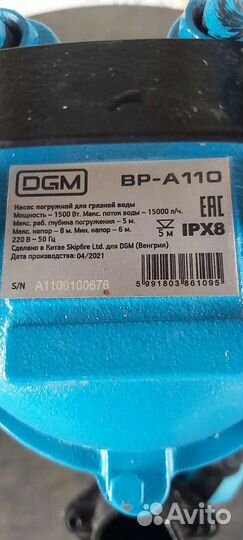 DGM BP-A110
Насос погружной для грязной воды
Мощность – 1500 Вт. Макс. поток воды – 15000 л/ч.
Макс. раб. глубина погружения – 5 м.
Макс. напор – 8 м. Мин. напор – 6 м.
220 В ~ 50 Гц
Сделано в Китае Skipfire Ltd. для DGM (Венгрия)
Дата производства: 04/2021
EAC
5 м IPX8
S/N A1100100676
5 991803 861095
Avito